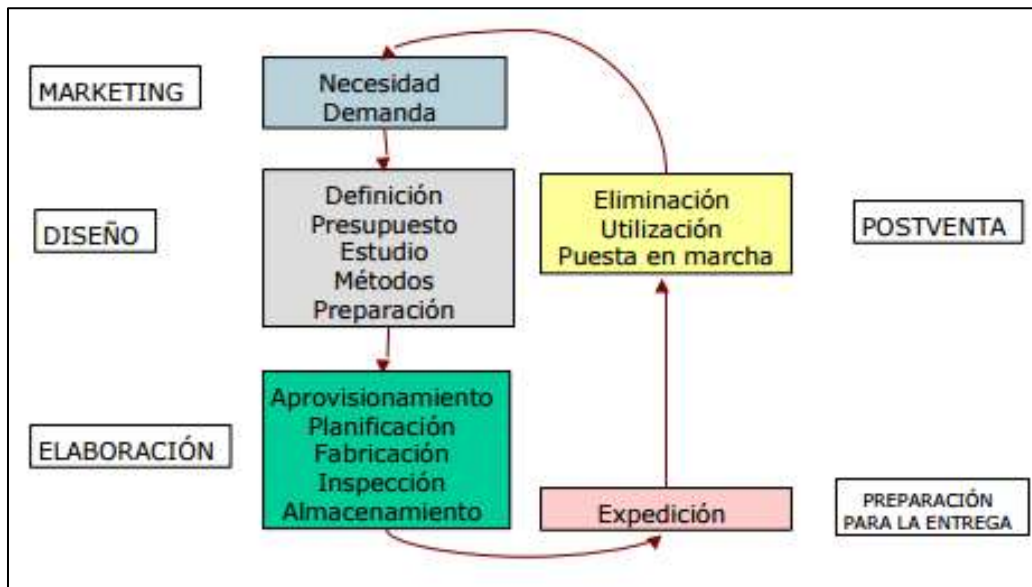 MARKETING
Necesidad
Demanda
DISEÑO
Definición
Presupuesto
Estudio
Métodos
Preparación
Eliminación
Utilización
Puesta en marcha
POSTVENTA
ELABORACIÓN
Aprovisionamiento
Planificación
Fabricación
Inspección
Almacenamiento
Expedición
PREPARACIÓN
PARA LA ENTREGA